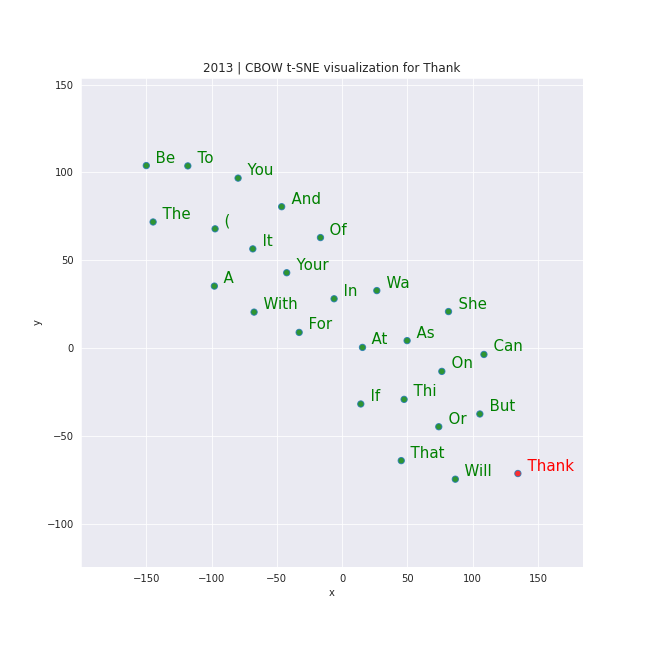 2013 | CBOW t-SNE visualization for Thank
150
100
50
0
−50
−100
y
Be
To
You
The
(
And
It
Of
Your
A
In
Wa
With
For
She
At
As
Can
On
If
Thi
Or
But
That
Will
Thank
−150
−100
−50
0
50
100
150
x